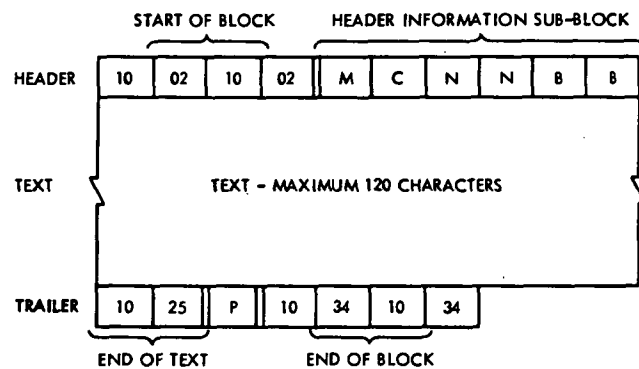 START OF BLOCK HEADER INFORMATION SUB-BLOCK
HEADER 10 02 10 02 M C N N B B
TEXT TEXT - MAXIMUM 120 CHARACTERS
TRAILER 10 25 P 10 34 10 34
END OF TEXT END OF BLOCK